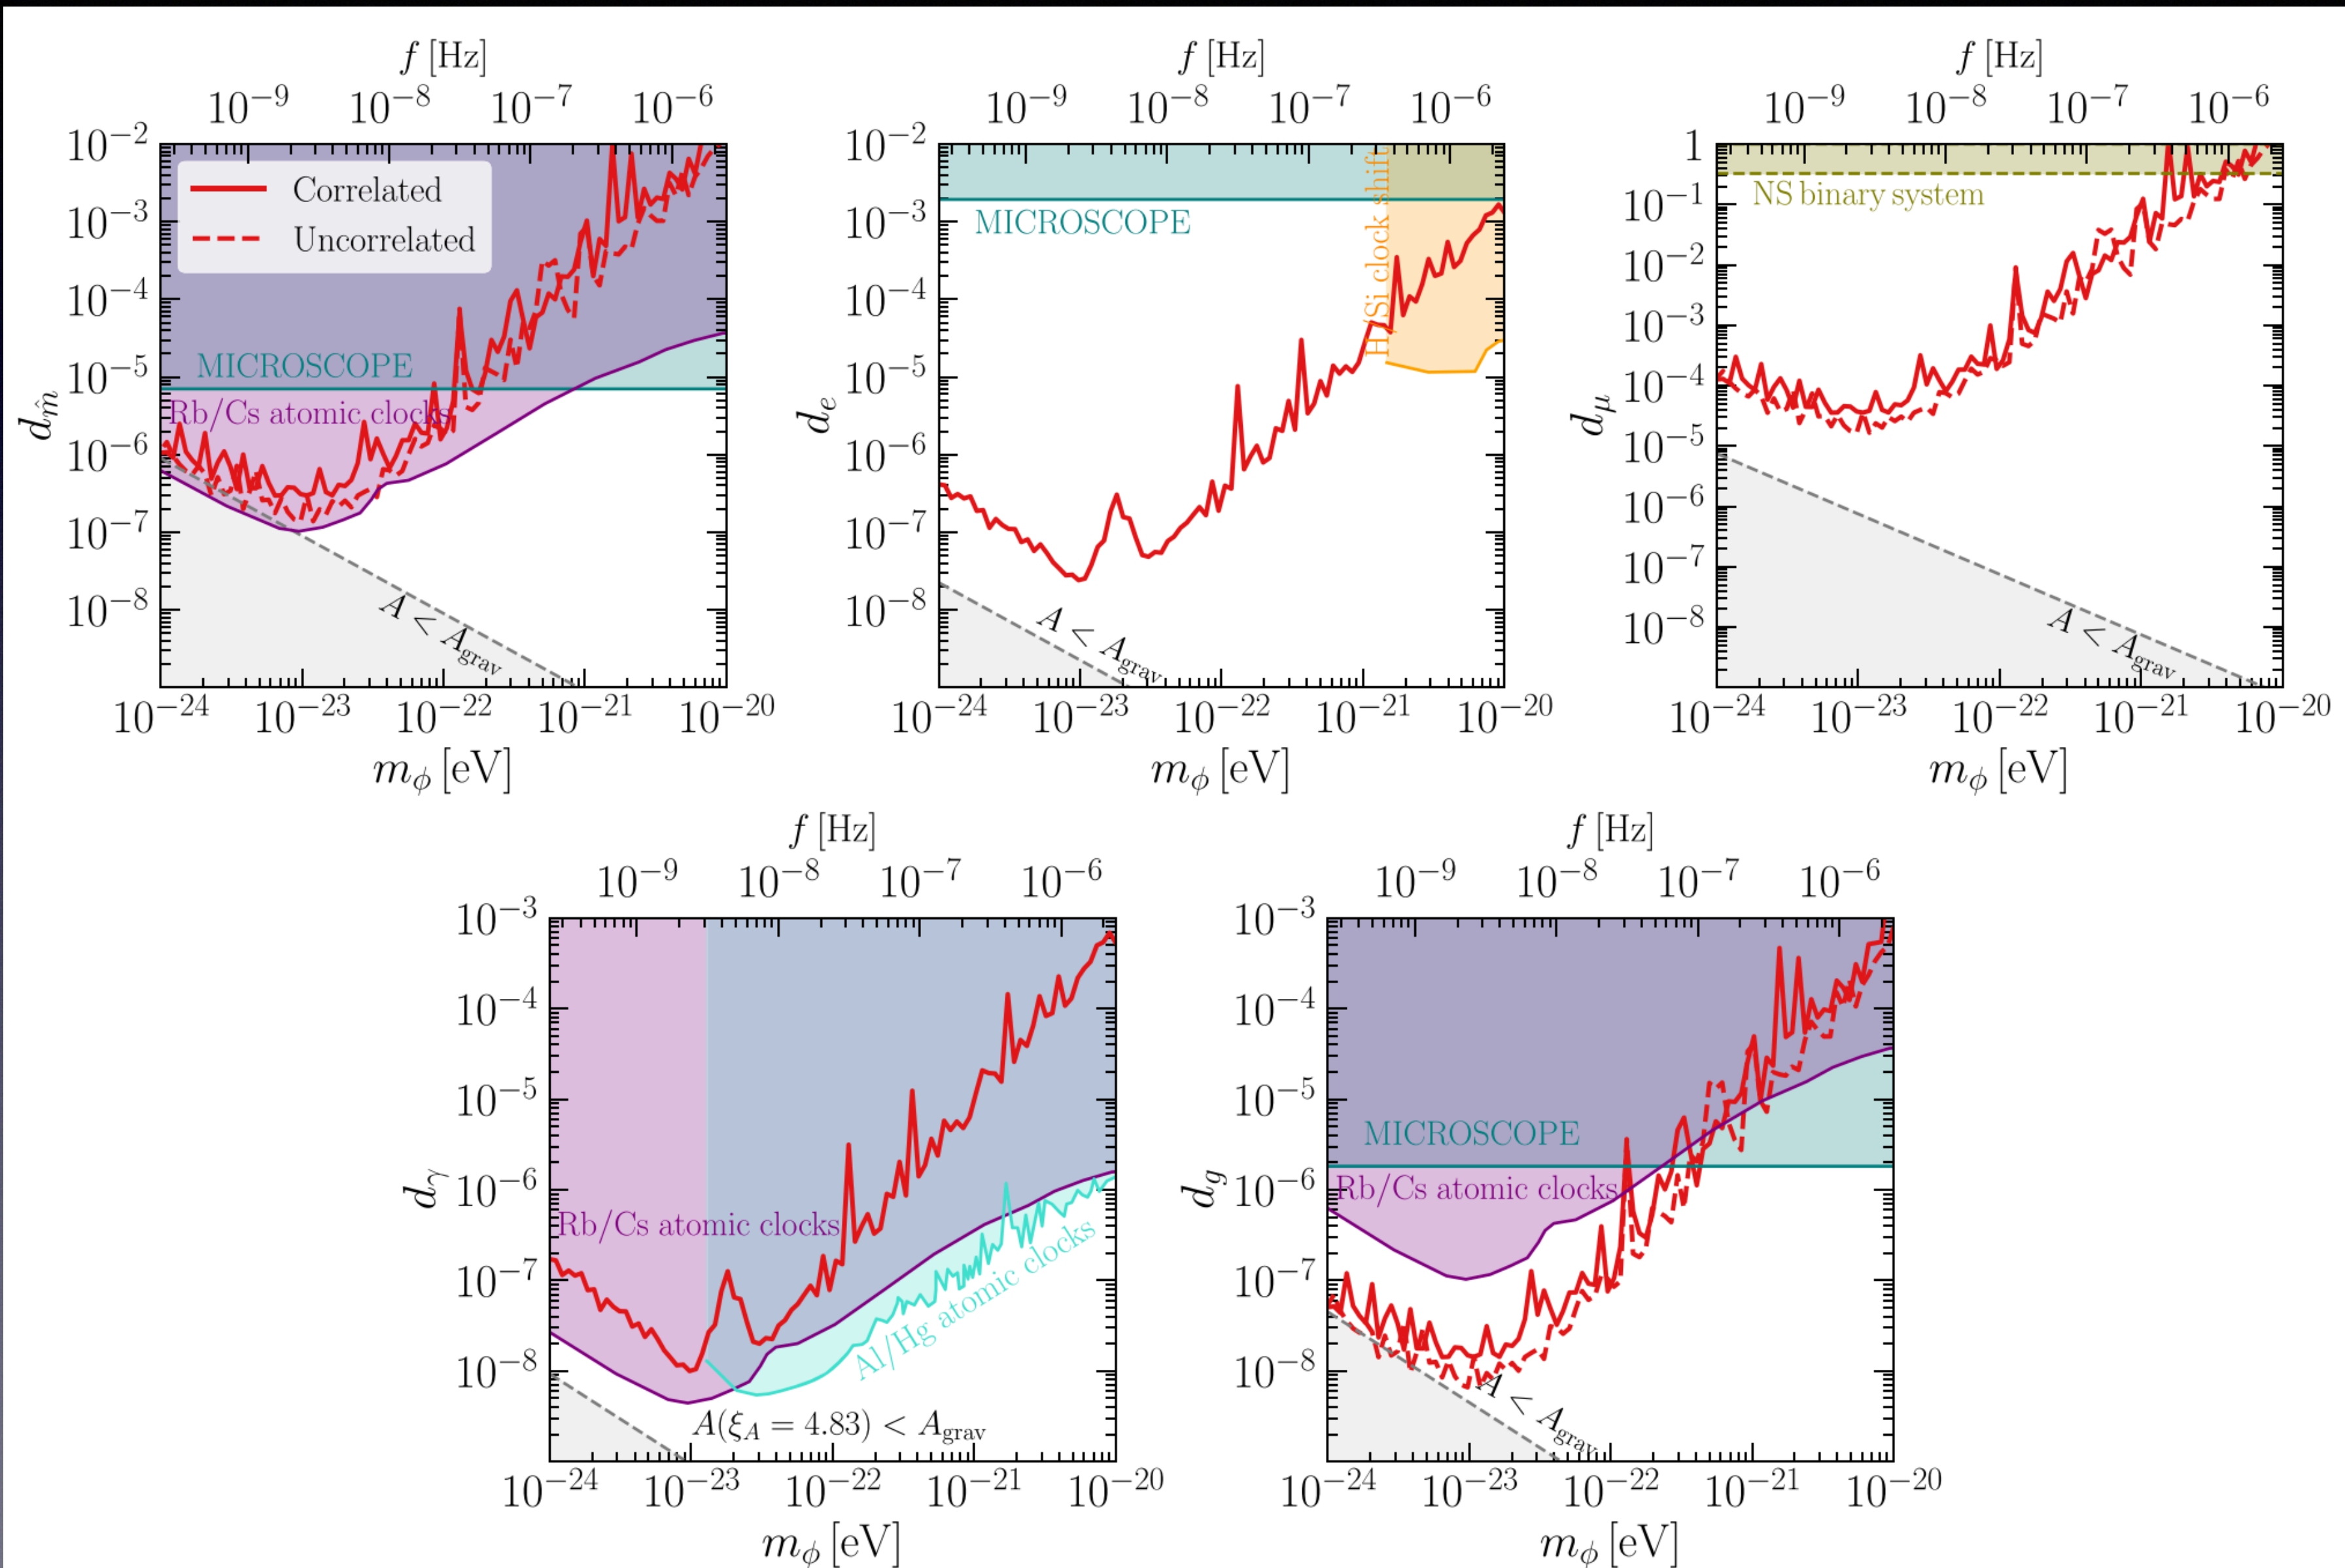 f [Hz]
10⁻⁹ 10⁻⁸ 10⁻⁷ 10⁻⁶
10⁻²
10⁻³
10⁻⁴
10⁻⁵
10⁻⁶
10⁻⁷
10⁻⁸
d_m̂
Correlated
Uncorrelated
MICROSCOPE
Rb/Cs atomic clocks
A < A_grav
10⁻²⁴ 10⁻²³ 10⁻²² 10⁻²¹ 10⁻²⁰
m_ϕ [eV]
f [Hz]
10⁻⁹ 10⁻⁸ 10⁻⁷ 10⁻⁶
10⁻²
10⁻³
10⁻⁴
10⁻⁵
10⁻⁶
10⁻⁷
10⁻⁸
d_e
MICROSCOPE
H/Si clock shift
A < A_grav
10⁻²⁴ 10⁻²³ 10⁻²² 10⁻²¹ 10⁻²⁰
m_ϕ [eV]
f [Hz]
10⁻⁹ 10⁻⁸ 10⁻⁷ 10⁻⁶
1
10⁻¹
10⁻²
10⁻³
10⁻⁴
10⁻⁵
10⁻⁶
10⁻⁷
10⁻⁸
d_μ
NS binary system
A < A_grav
10⁻²⁴ 10⁻²³ 10⁻²² 10⁻²¹ 10⁻²⁰
m_ϕ [eV]
f [Hz]
10⁻⁹ 10⁻⁸ 10⁻⁷ 10⁻⁶
10⁻³
10⁻⁴
10⁻⁵
10⁻⁶
10⁻⁷
10⁻⁸
d_γ
Rb/Cs atomic clocks
Al/Hg atomic clocks
A(ξ_A = 4.83) < A_grav
10⁻²⁴ 10⁻²³ 10⁻²² 10⁻²¹ 10⁻²⁰
m_ϕ [eV]
f [Hz]
10⁻⁹ 10⁻⁸ 10⁻⁷ 10⁻⁶
10⁻³
10⁻⁴
10⁻⁵
10⁻⁶
10⁻⁷
10⁻⁸
d_g
MICROSCOPE
Rb/Cs atomic clocks
A < A_grav
10⁻²⁴ 10⁻²³ 10⁻²² 10⁻²¹ 10⁻²⁰
m_ϕ [eV]